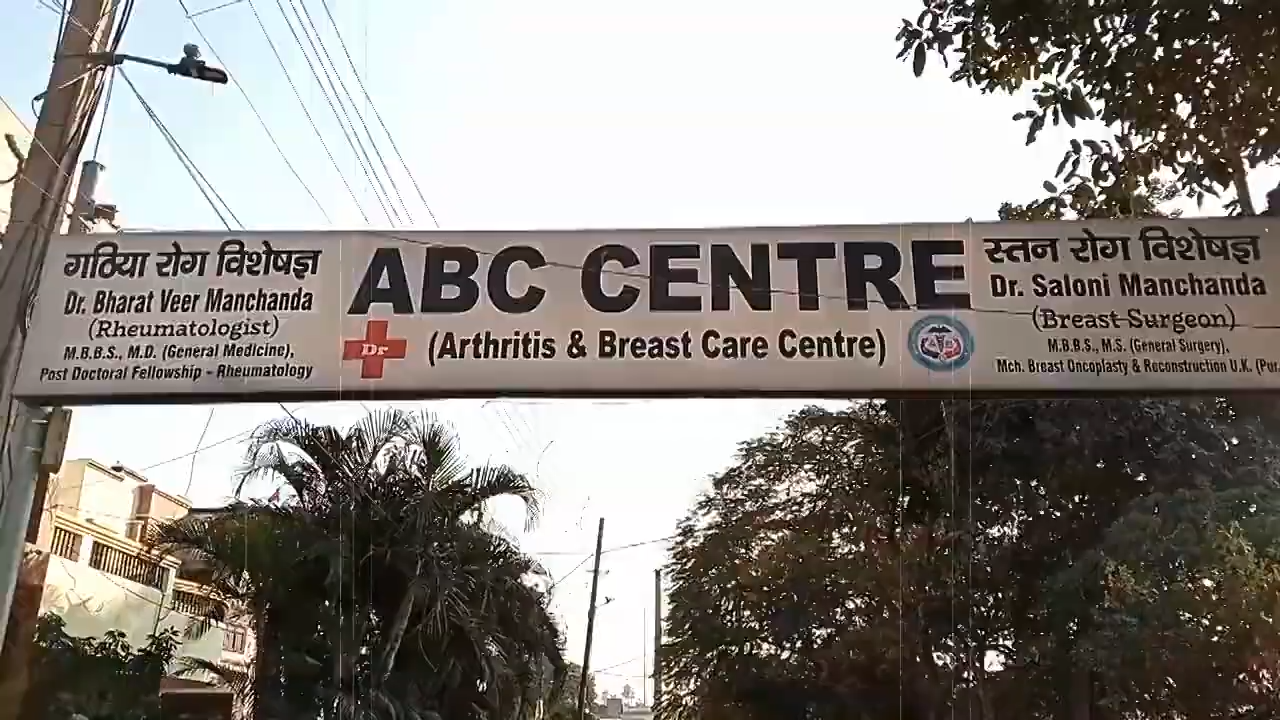 गठिया रोग विशेषज्ञ
Dr. Bharat Veer Manchanda
(Rheumatologist)
M.B.B.S., M.D. (General Medicine),
Post Doctoral Fellowship - Rheumatology
ABC CENTRE
Dr
(Arthritis & Breast Care Centre)
स्तन रोग विशेषज्ञ
Dr. Saloni Manchanda
(Breast Surgeon)
M.B.B.S., M.S. (General Surgery),
Mch. Breast Oncoplasty & Reconstruction U.K. (Pur.